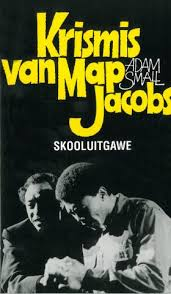 Krismis
van Map
ADAM
SMALL
Jacobs
SKOOLUITGAWE